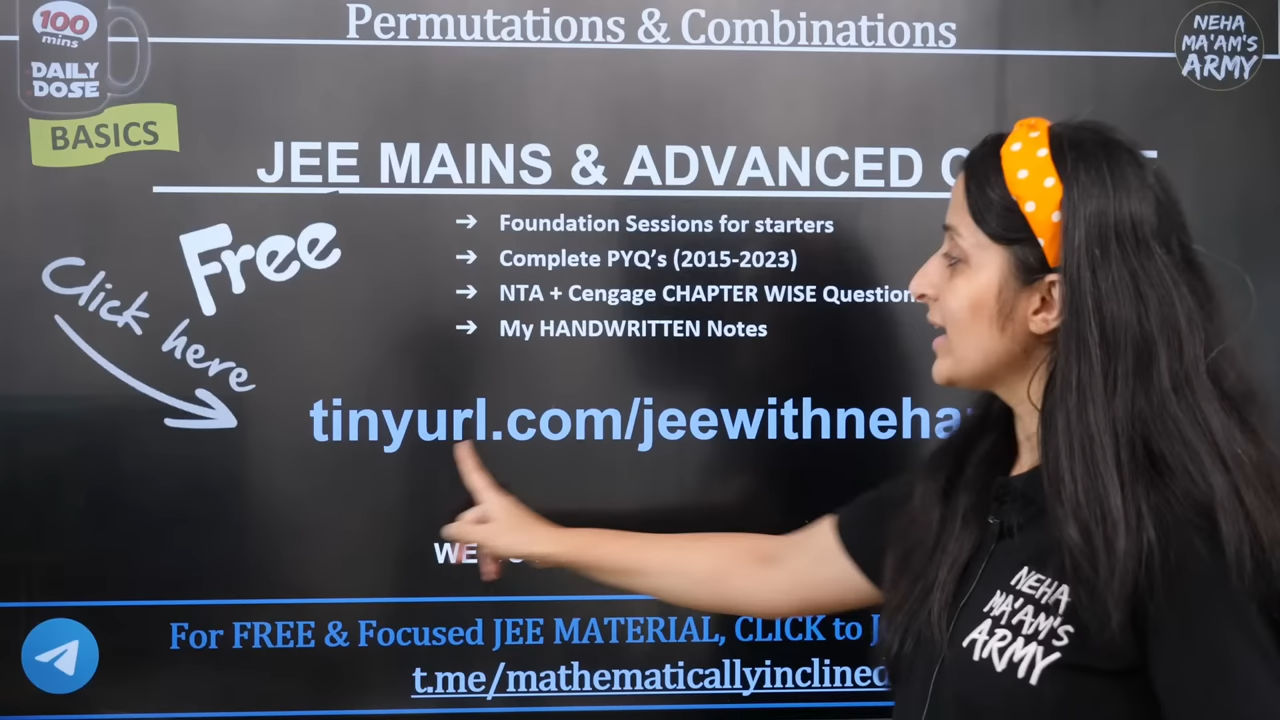 100
mins
DAILY
DOSE
Permutations & Combinations
NEHA
MA'AM'S
ARMY
BASICS
JEE MAINS & ADVANCED
Free
Click here
➔ Foundation Sessions for starters
➔ Complete PYQ's (2015-2023)
➔ NTA + Cengage CHAPTER WISE Question
➔ My HANDWRITTEN Notes
tinyurl.com/jeewithneha
For FREE & Focused JEE MATERIAL, CLICK to
t.me/mathematicallyinclined
NEHA
MA'AM'S
ARMY